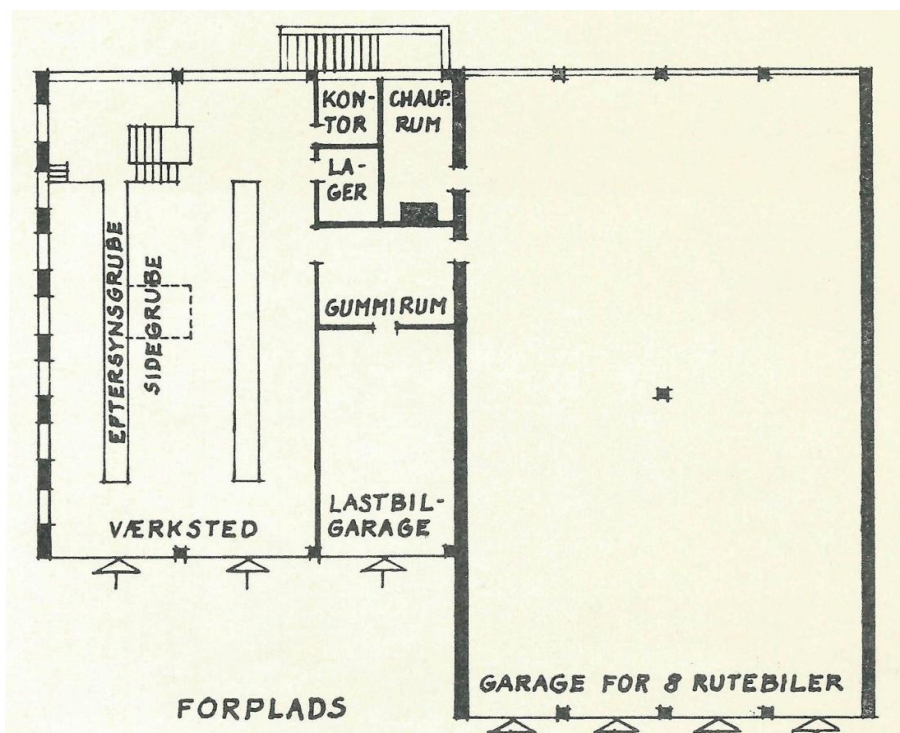 KON-
TOR
CHAUF.
RUM
LA-
GER
EFTERSYNSGRUBE
SIDEGRUBE
GUMMIRUM
LASTBIL-
GARAGE
VÆRKSTED
GARAGE FOR 8 RUTEBILER
FORPLADS